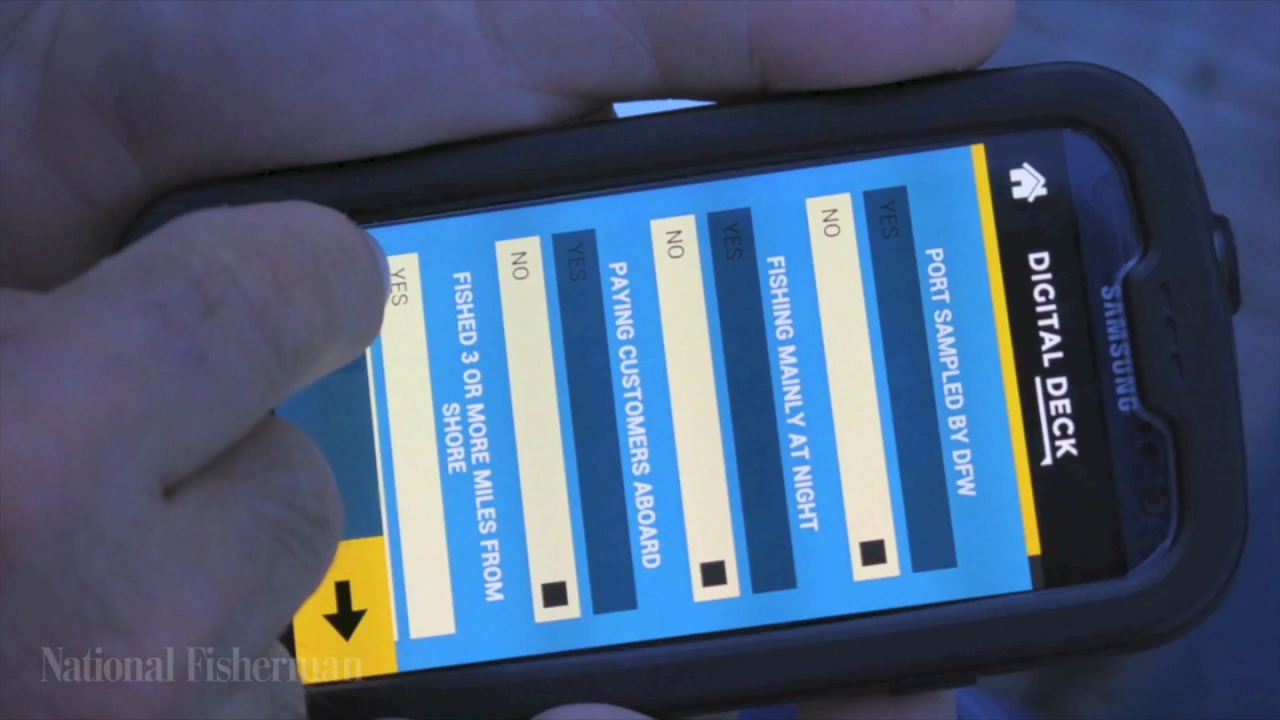 SAMSUNG
DIGITAL DECK
PORT SAMPLED BY DFW
YES
NO
FISHING MAINLY AT NIGHT
YES
NO
PAYING CUSTOMERS ABOARD
YES
NO
FISHED 3 OR MORE MILES FROM
SHORE
YES
National Fisherman